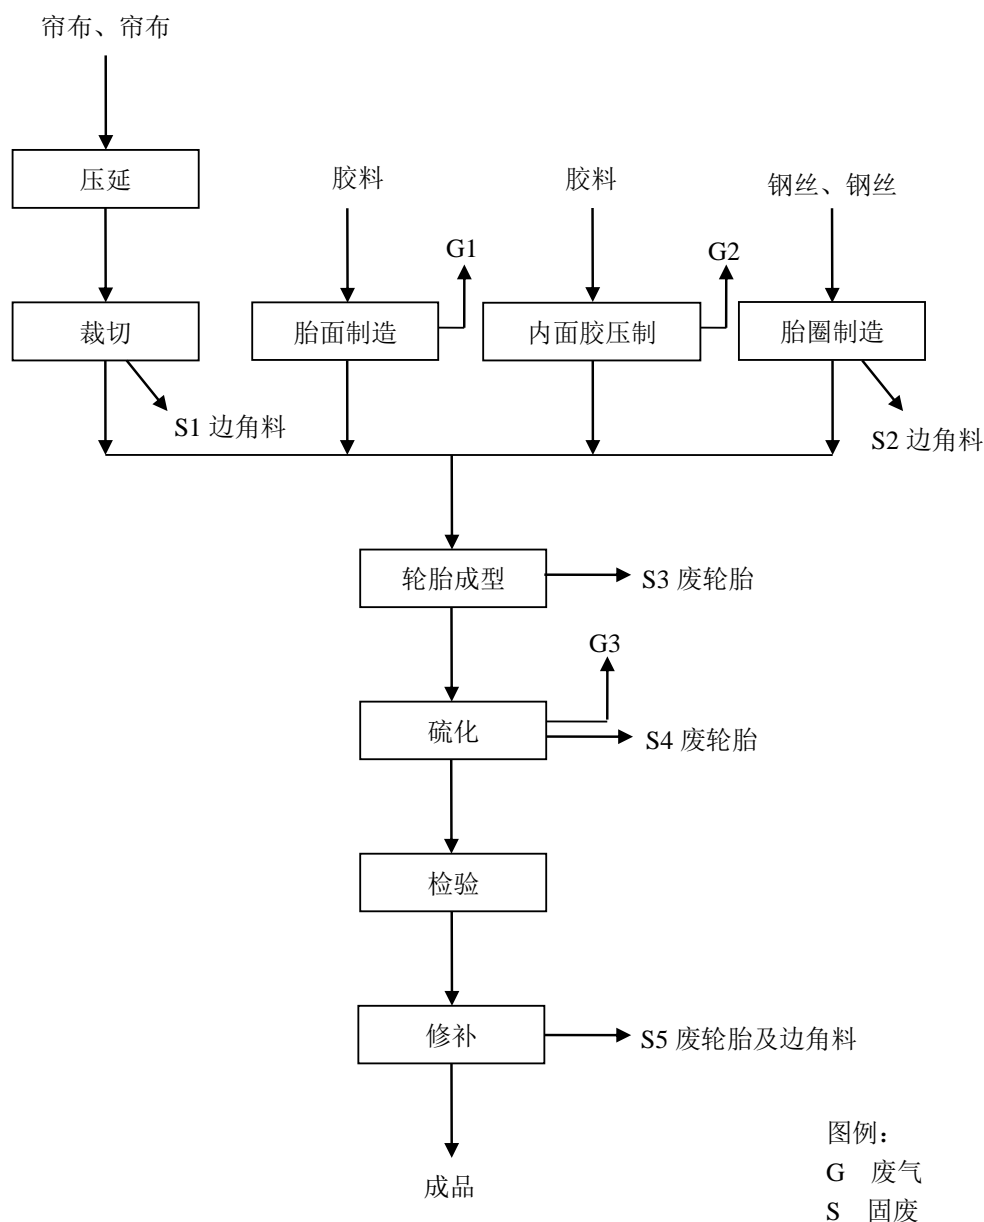 帘布、帘布
压延
胶料
胶料
钢丝、钢丝
G1
G2
裁切
胎面制造
内面胶压制
胎圈制造
S1 边角料
S2 边角料
轮胎成型
S3 废轮胎
G3
硫化
S4 废轮胎
检验
修补
S5 废轮胎及边角料
成品
图例：
G 废气
S 固废